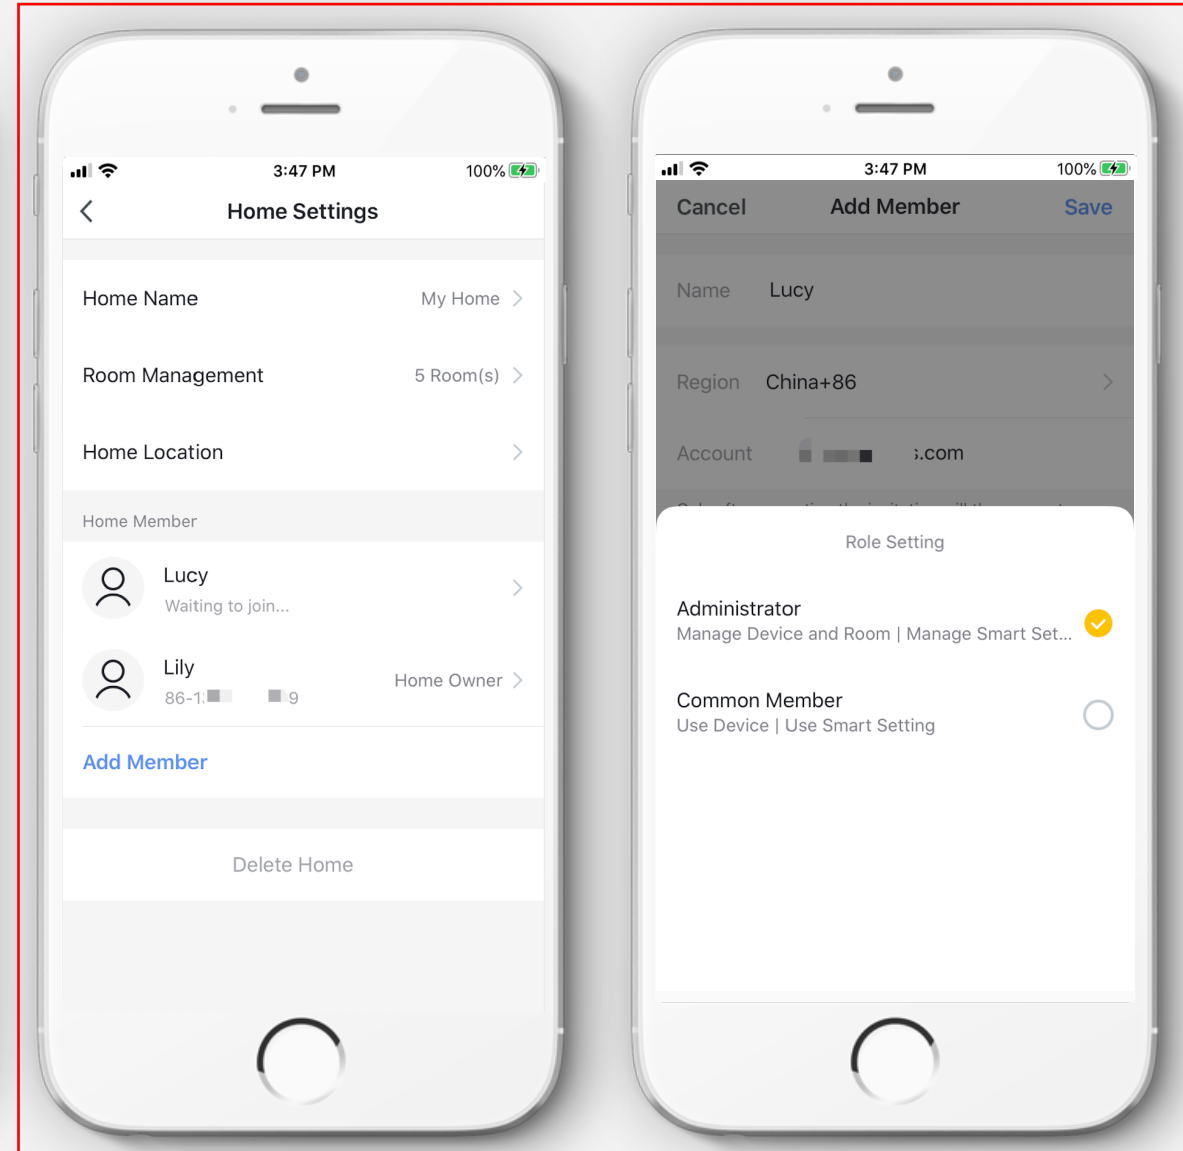 3:47 PM
100%
Home Settings
Home Name
My Home
Room Management
5 Room(s)
Home Location
Home Member
Lucy
Waiting to join...
Lily
86-1
9
Home Owner
Add Member
Delete Home
3:47 PM
100%
Cancel
Add Member
Save
Name
Lucy
Region
China+86
Account
s.com
Role Setting
Administrator
Manage Device and Room | Manage Smart Set...
Common Member
Use Device | Use Smart Setting